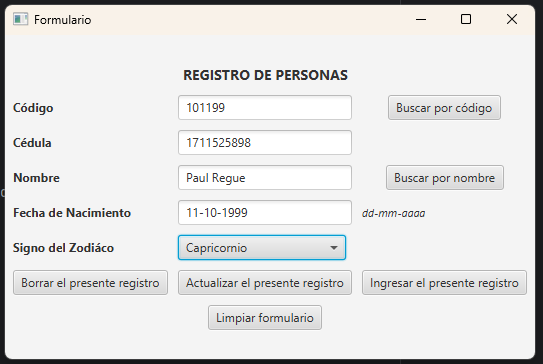 Formulario
REGISTRO DE PERSONAS
Código 101199 Buscar por código
Cédula 1711525898
Nombre Paul Regue Buscar por nombre
Fecha de Nacimiento 11-10-1999 dd-mm-aaaa
Signo del Zodiáco Capricornio
Borrar el presente registro Actualizar el presente registro Ingresar el presente registro
Limpiar formulario